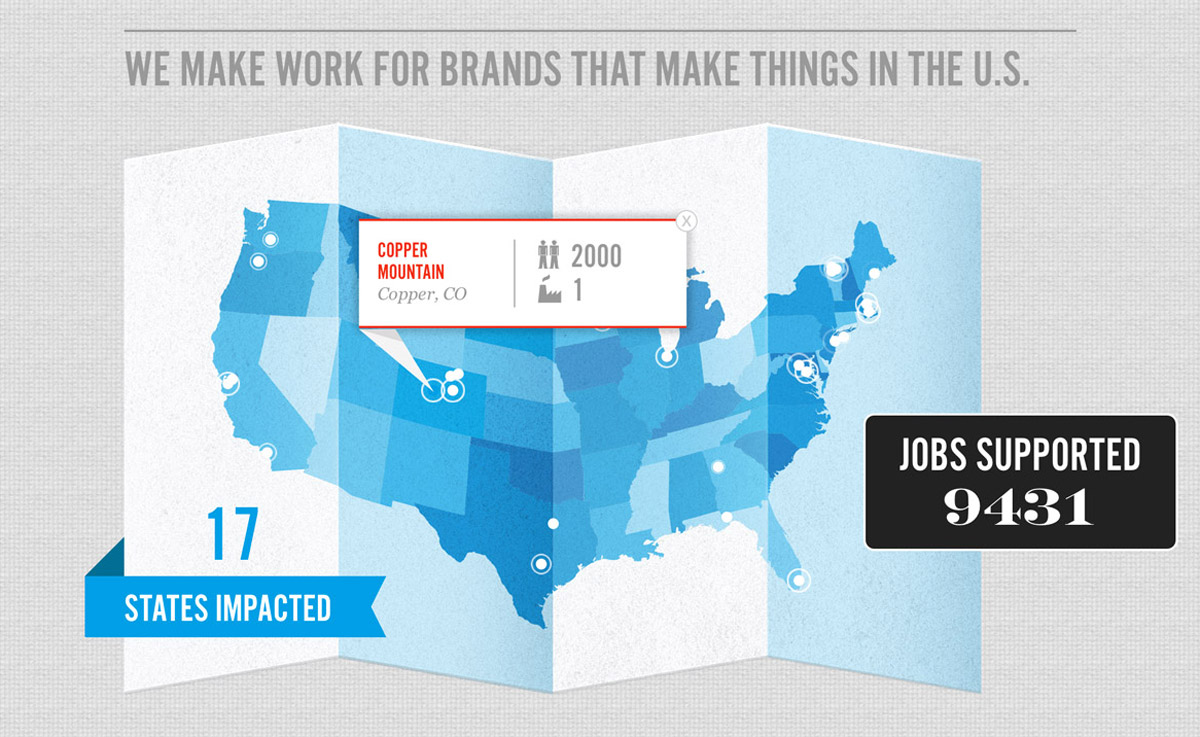 WE MAKE WORK FOR BRANDS THAT MAKE THINGS IN THE U.S.
X
COPPER
MOUNTAIN
Copper, CO
2000
1
JOBS SUPPORTED
9431
17
STATES IMPACTED